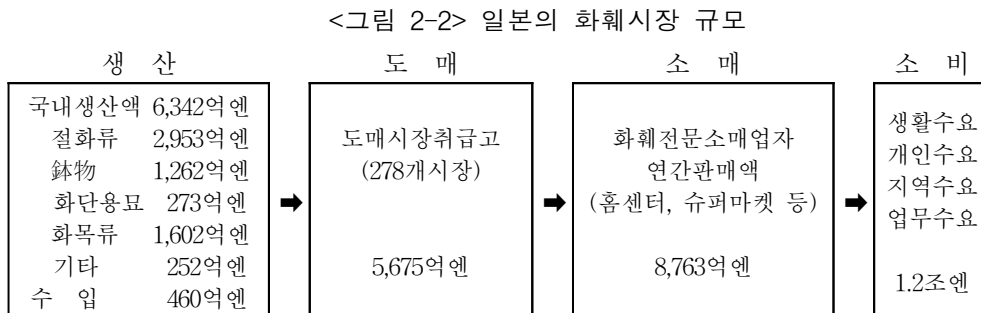 <그림 2-2> 일본의 화훼시장 규모
생 산
국내생산액 6,342억엔
절화류 2,953억엔
鉢物 1,262억엔
화단용묘 273억엔
화목류 1,602억엔
기타 252억엔
수 입 460억엔
➡
도 매
도매시장취급고
(278개시장)
5,675억엔
➡
소 매
화훼전문소매업자
연간판매액
(홈센터, 슈퍼마켓 등)
8,763억엔
➡
소 비
생활수요
개인수요
지역수요
업무수요
1.2조엔